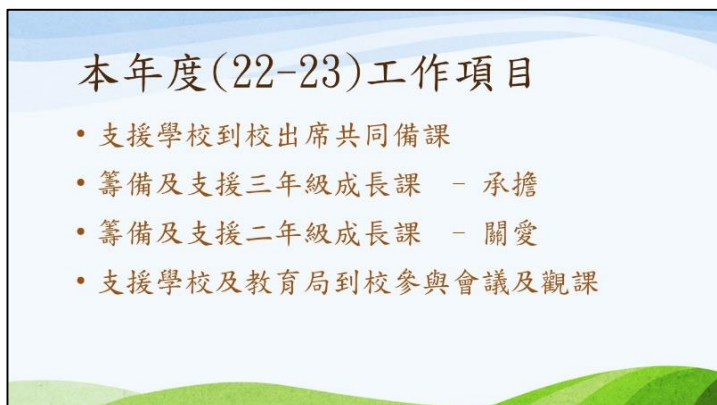 本年度(22-23)工作項目
• 支援學校到校出席共同備課
• 籌備及支援三年級成長課 - 承擔
• 籌備及支援二年級成長課 - 關愛
• 支援學校及教育局到校參與會議及觀課